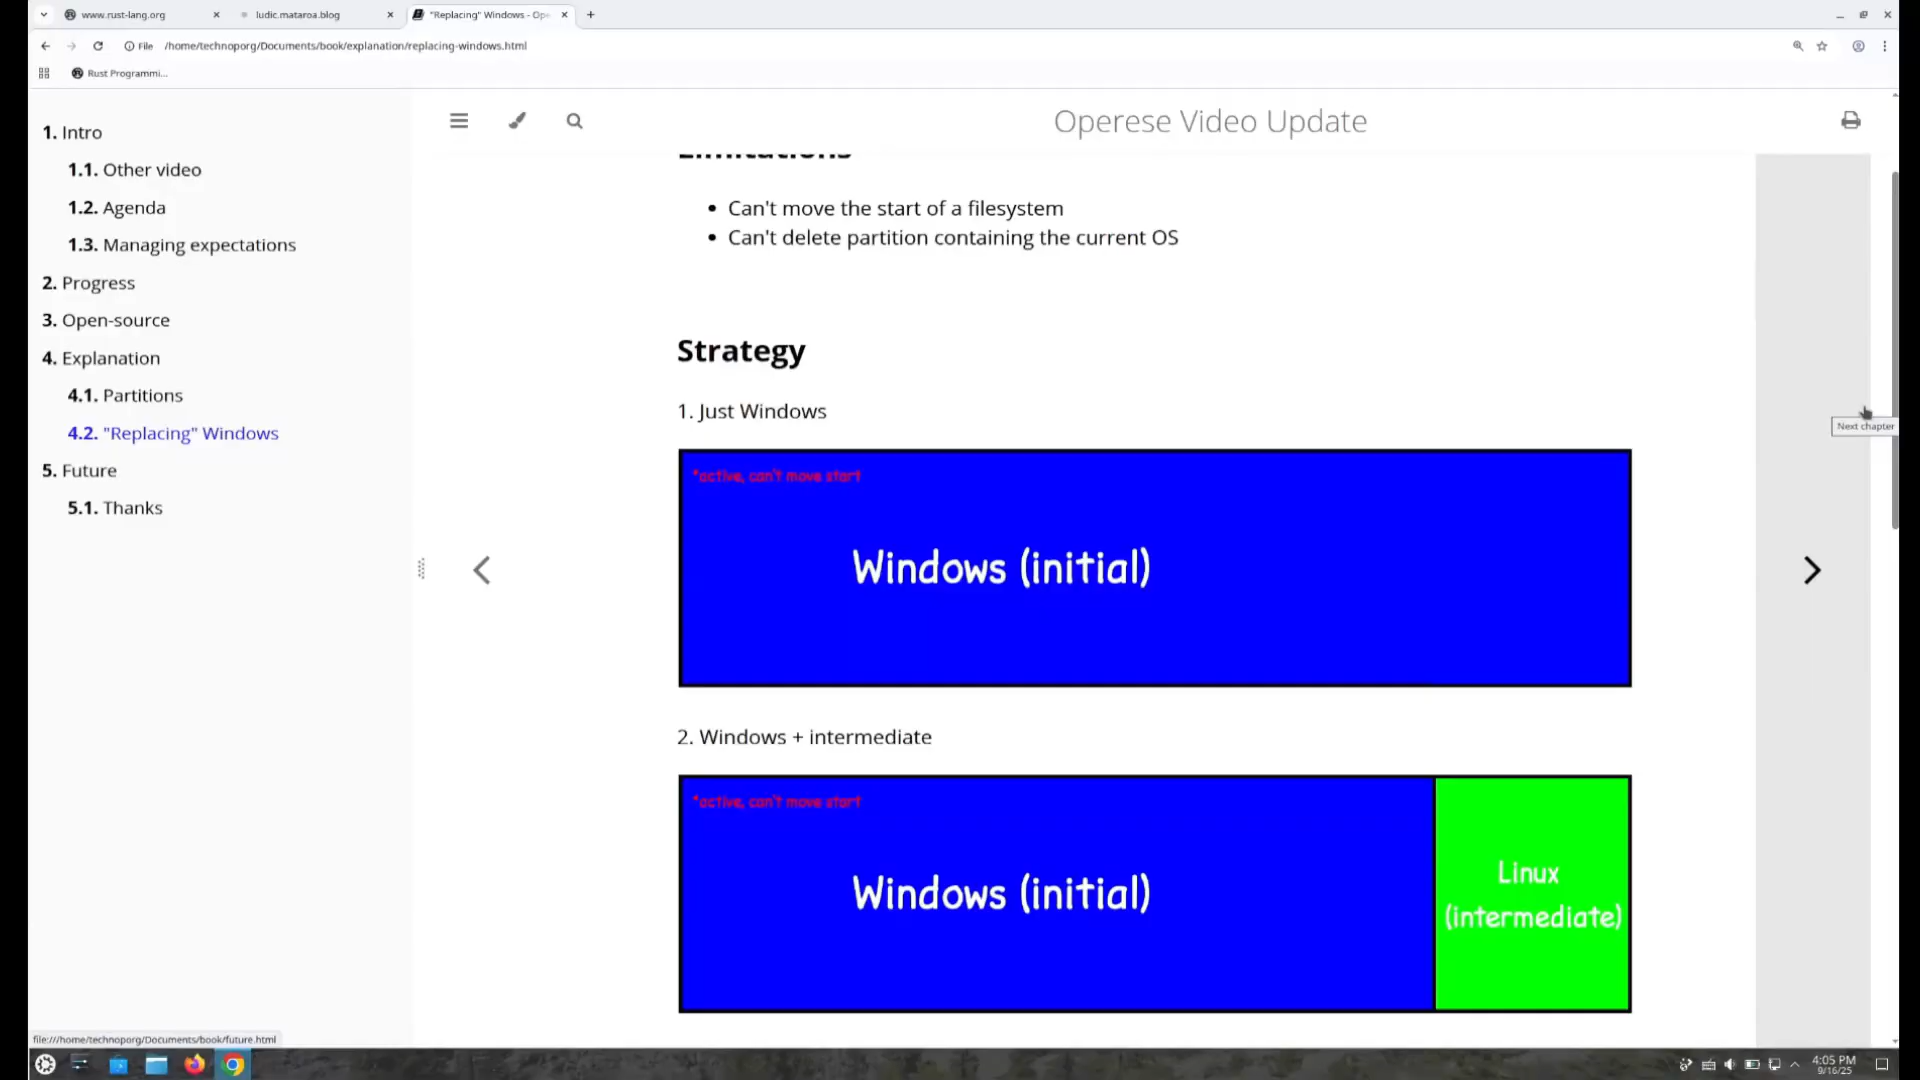 www.rust-lang.org
ludic.mataroa.blog
"Replacing" Windows - Ope
File /home/technoporg/Documents/book/explanation/replacing-windows.html
Rust Programmi...
1. Intro
1.1. Other video
1.2. Agenda
1.3. Managing expectations
2. Progress
3. Open-source
4. Explanation
4.1. Partitions
4.2. "Replacing" Windows
5. Future
5.1. Thanks
Operese Video Update
Limitations
• Can't move the start of a filesystem
• Can't delete partition containing the current OS
Strategy
1. Just Windows
*active, can't move start
Windows (initial)
Next chapter
2. Windows + intermediate
*active, can't move start
Windows (initial)
Linux
(intermediate)
file:///home/technoporg/Documents/book/future.html
4:05 PM
9/16/25